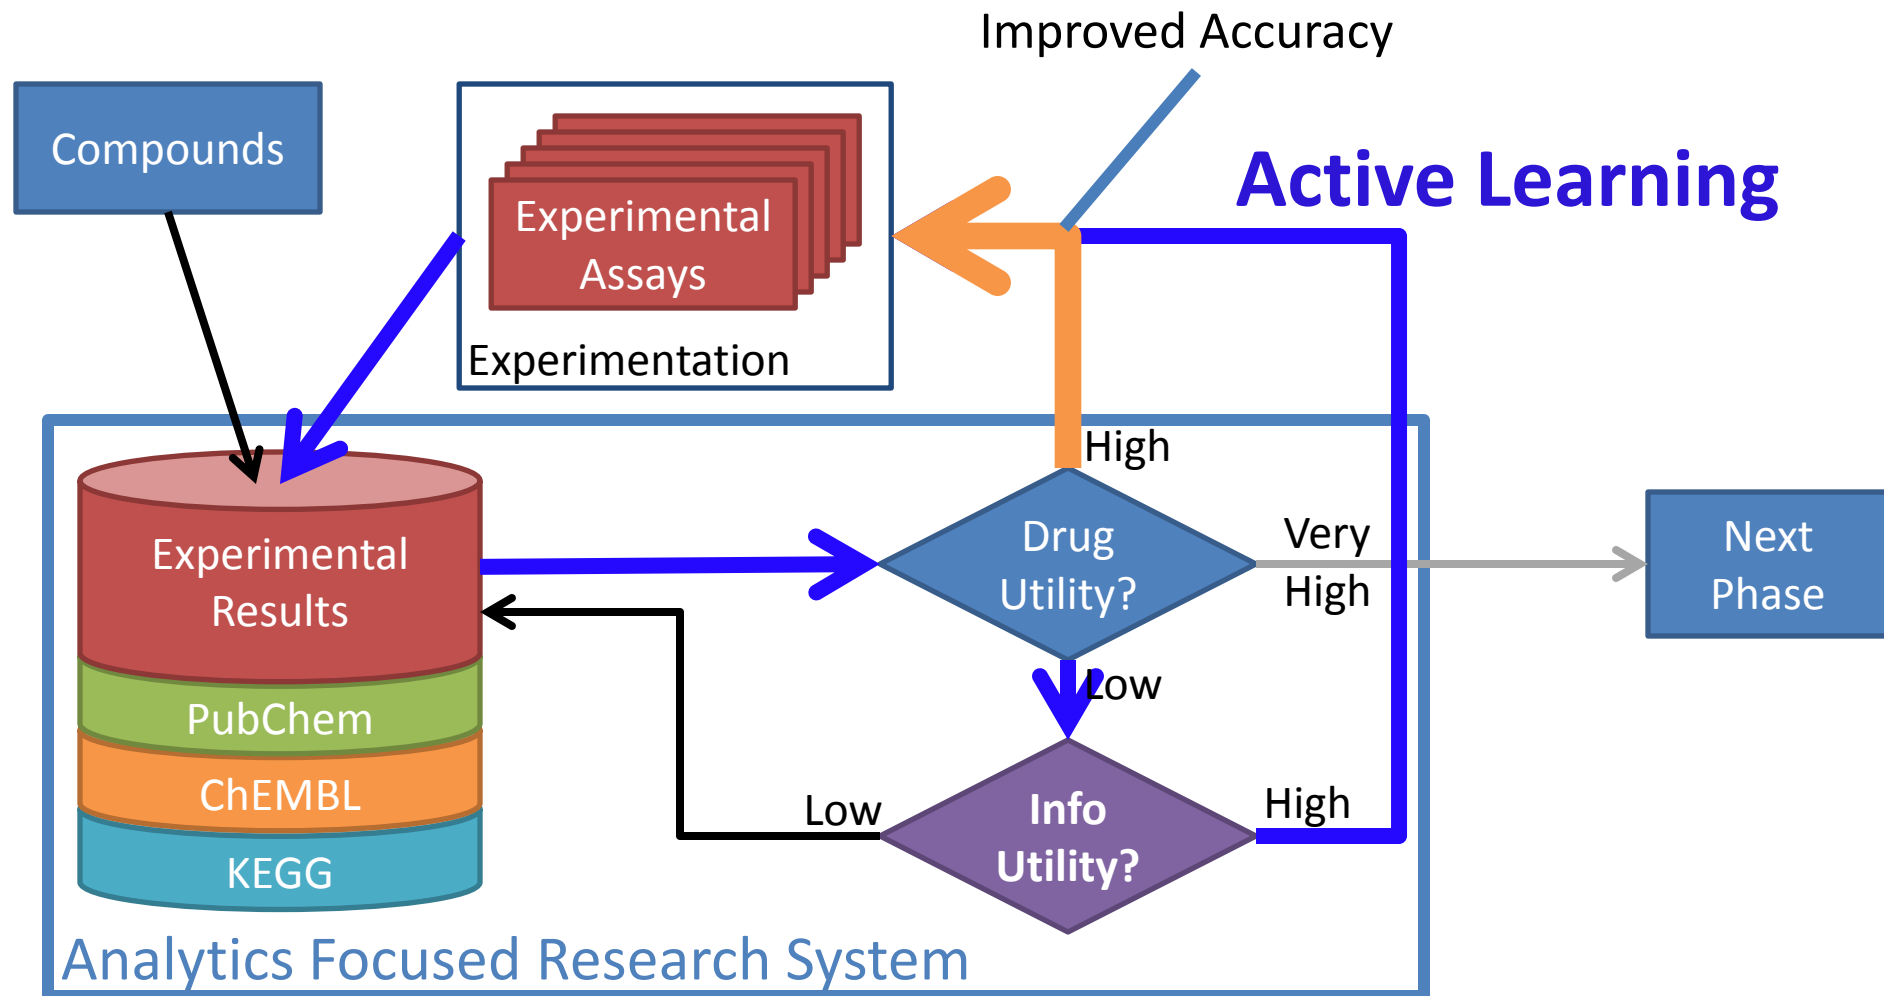 Improved Accuracy
Compounds
Active Learning
Experimental
Assays
Experimentation
High
Experimental
Results
Drug
Utility?
Very
High
Next
Phase
Low
PubChem
ChEMBL
KEGG
Low
Info
Utility?
High
Analytics Focused Research System